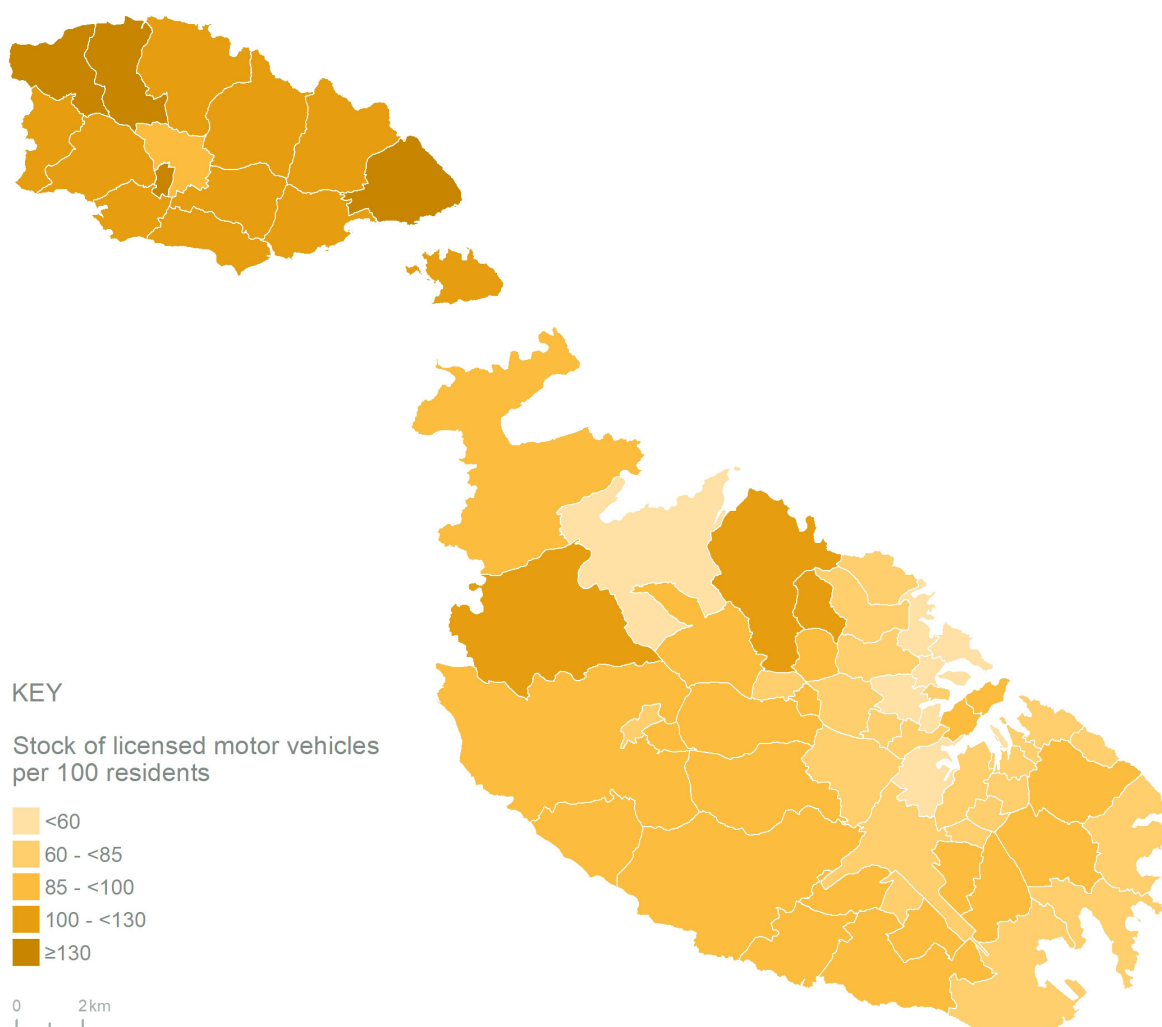 KEY
Stock of licensed motor vehicles
per 100 residents
<60
60 - <85
85 - <100
100 - <130
≥130
0 2km